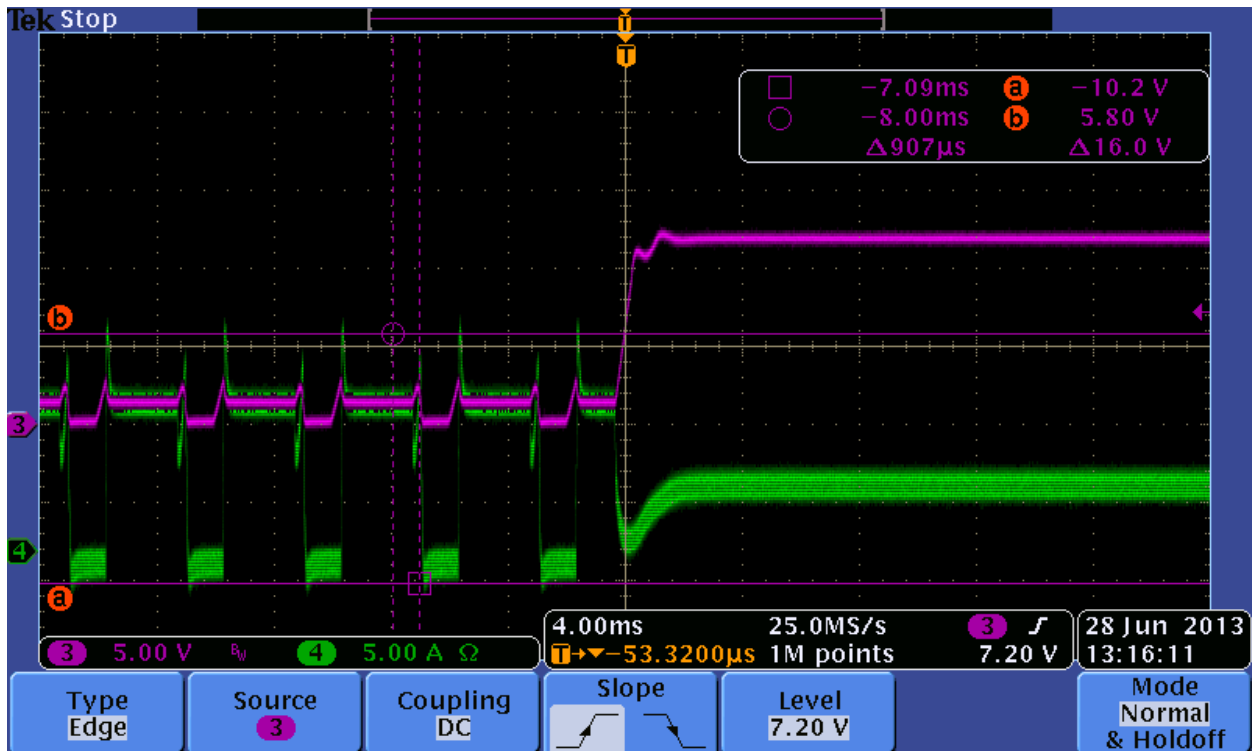 Tek Stop
T
T
□ −7.09ms a −10.2 V
○ −8.00ms b 5.80 V
Δ907µs Δ16.0 V
b
3
4
a
4.00ms 25.0MS/s 3 28 Jun 2013
3 5.00 V BW 4 5.00 A Ω T→▼−53.3200µs 1M points 7.20 V 13:16:11
Type Source Coupling Slope Level Mode
Edge 3 DC 7.20 V Normal
& Holdoff